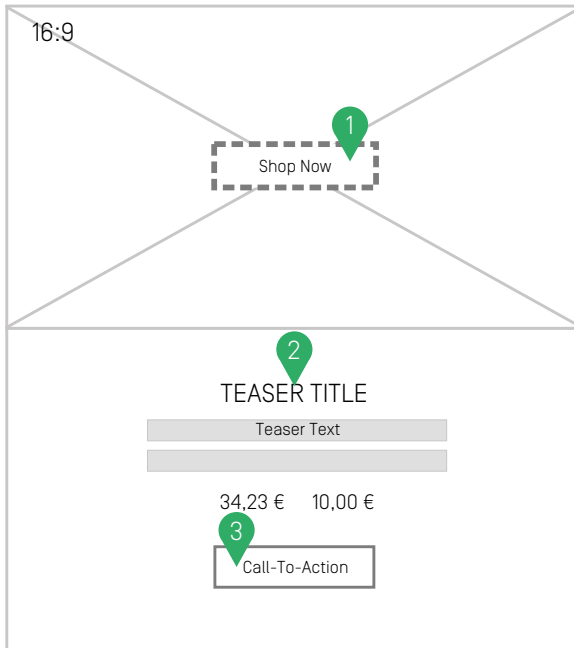 16:9
1
Shop Now
2
TEASER TITLE
Teaser Text
34,23 € 10,00 €
3
Call-To-Action